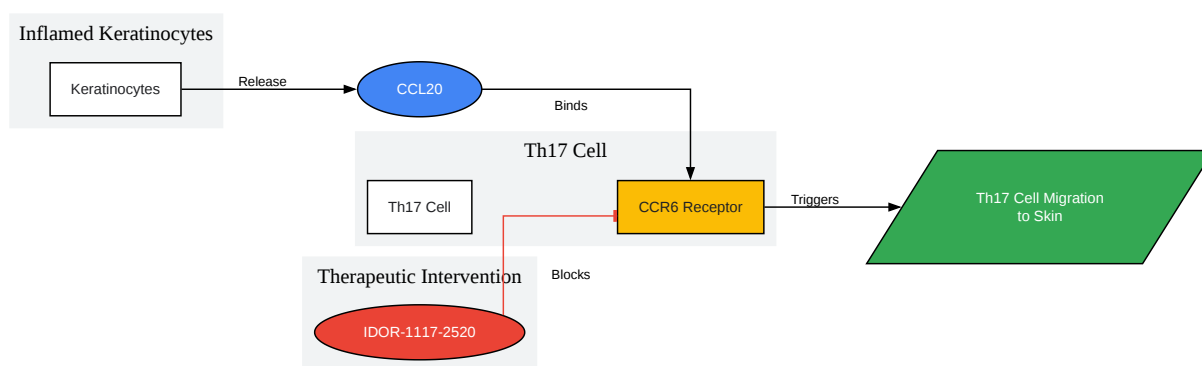 Inflamed Keratinocytes
Keratinocytes
Release
CCL20
Binds
Th17 Cell
Th17 Cell
CCR6 Receptor
Triggers
Th17 Cell Migration
to Skin
Therapeutic Intervention
Blocks
IDOR-1117-2520